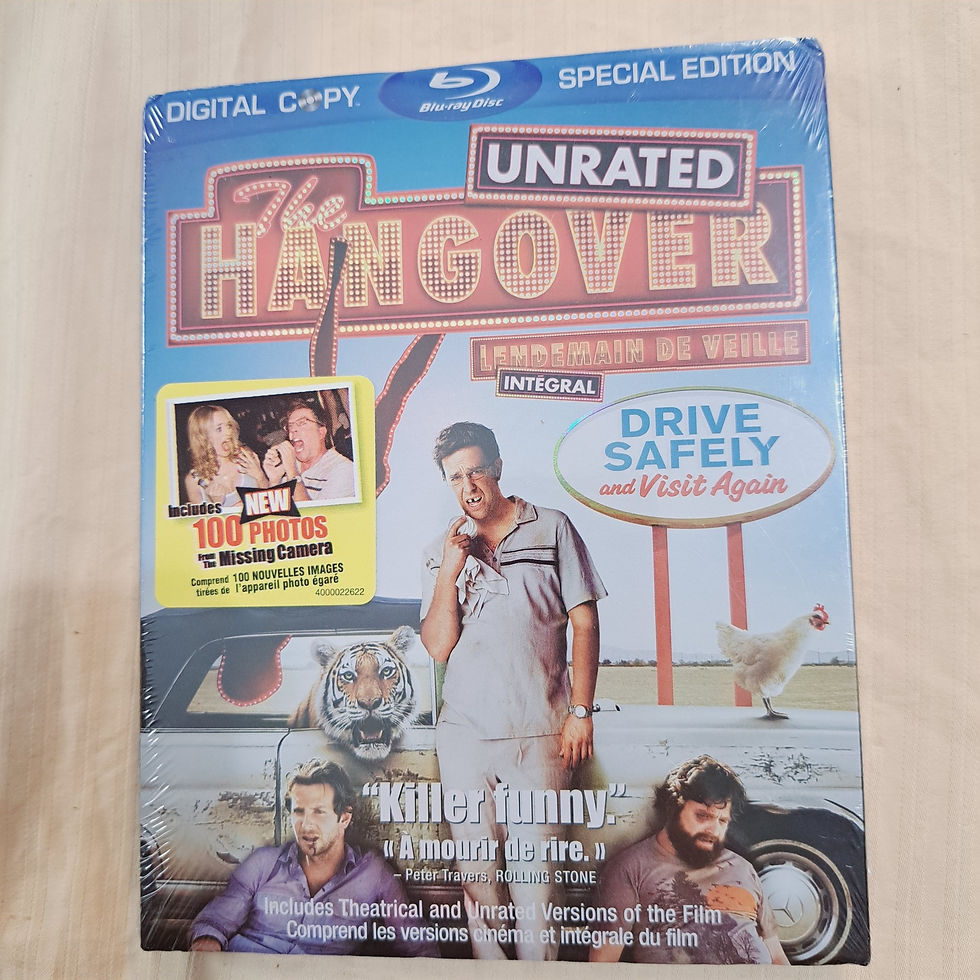 DIGITAL COPY™
Blu-ray Disc
SPECIAL EDITION
UNRATED
The
HANGOVER
LENDEMAIN DE VEILLE
INTÉGRAL
DRIVE
SAFELY
and Visit Again
Includes NEW
100 PHOTOS
From The Missing Camera
Comprend 100 NOUVELLES IMAGES
tirées de l'appareil photo égaré
4000022622
“Killer funny.”
« À mourir de rire. »
– Peter Travers, ROLLING STONE
Includes Theatrical and Unrated Versions of the Film
Comprend les versions cinéma et intégrale du film